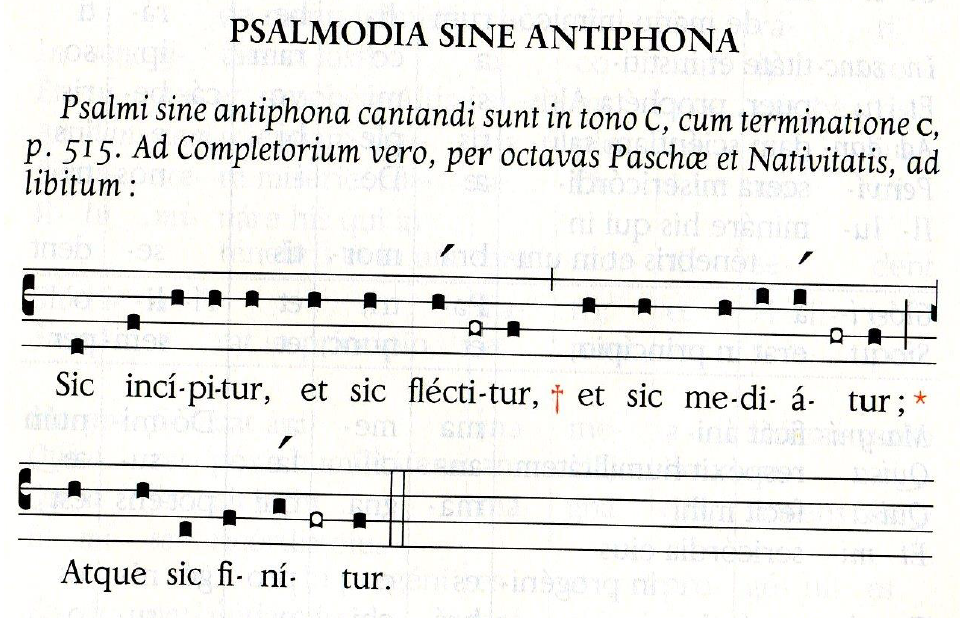 PSALMODIA SINE ANTIPHONA
Psalmi sine antiphona cantandi sunt in tono C, cum terminatione c,
p. 515. Ad Completorium vero, per octavas Paschæ et Nativitatis, ad
libitum :
Sic incí-pi-tur, et sic flécti-tur, † et sic me-di- á- tur ; *
Atque sic fi- ní- tur.